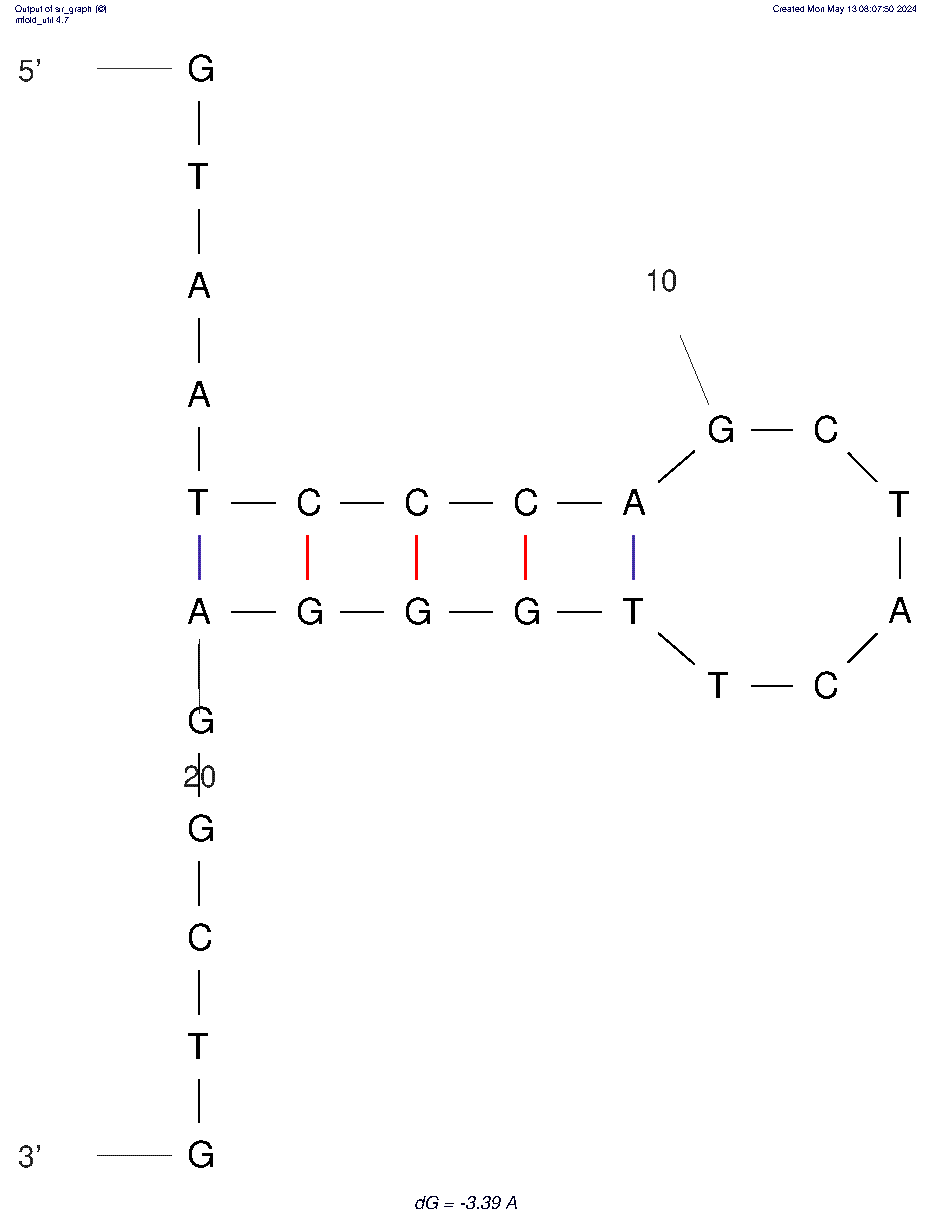 Output of sir_graph (©)
mfold_util 4.7
Created Mon May 13 08:07:50 2024
5' G
T
10
A
A
G C
T C C C A T
A G G G T A
T C
G
20
G
C
T
3' G
dG = -3.39 A